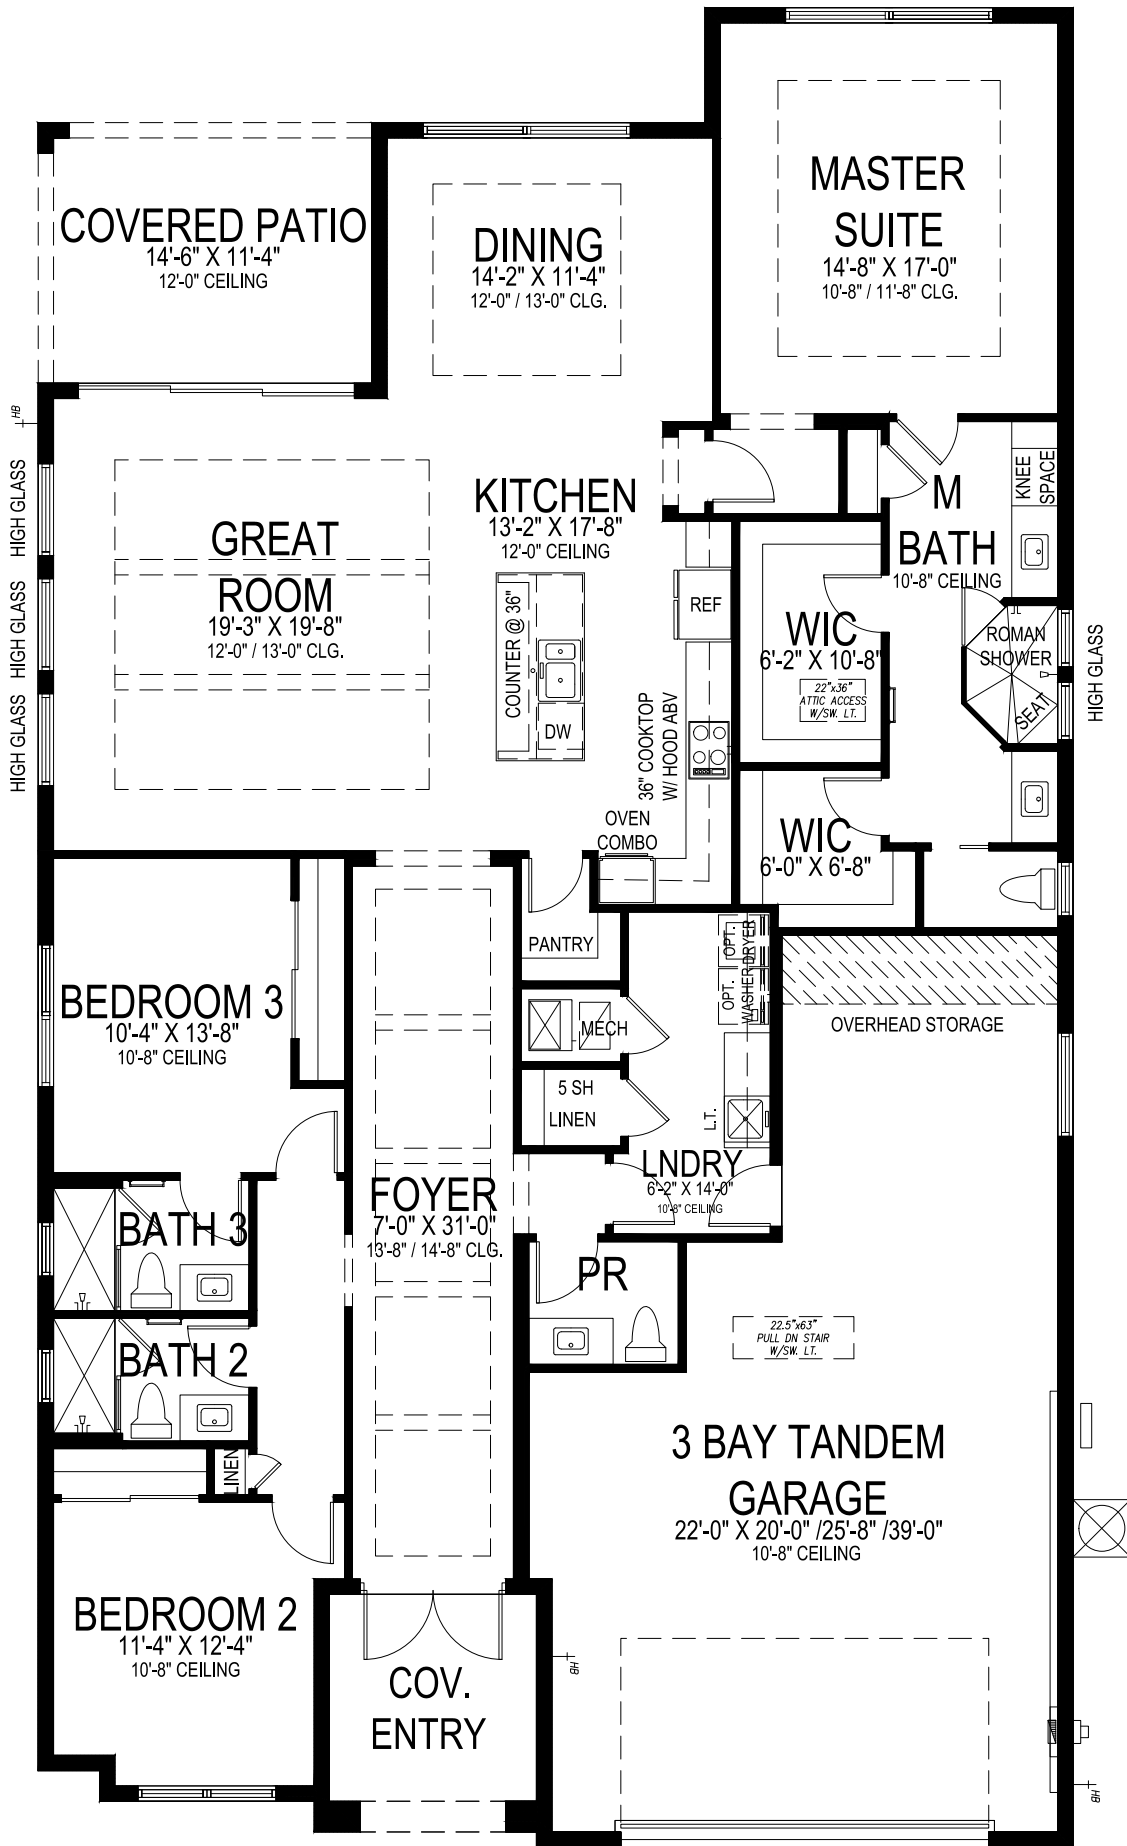 MASTER
SUITE
14'-8" X 17'-0"
10'-8" / 11'-8" CLG.
COVERED PATIO
14'-6" X 11'-4"
12'-0" CEILING
DINING
14'-2" X 11'-4"
12'-0" / 13'-0" CLG.
HB
HIGH GLASS
HIGH GLASS
HIGH GLASS
GREAT
ROOM
19'-3" X 19'-8"
12'-0" / 13'-0" CLG.
KITCHEN
13'-2" X 17'-8"
12'-0" CEILING
COUNTER @ 36"
DW
REF
36" COOKTOP
W/ HOOD ABV
OVEN
COMBO
M
BATH
10'-8" CEILING
KNEE
SPACE
ROMAN
SHOWER
SEAT
HIGH GLASS
WIC
6'-2" X 10'-8"
22"x36"
ATTIC ACCESS
W/SW. LT.
WIC
6'-0" X 6'-8"
PANTRY
OPT.
WASHER
OPT.
DRYER
OVERHEAD STORAGE
BEDROOM 3
10'-4" X 13'-8"
10'-8" CEILING
MECH
5 SH
LINEN
L.T.
LNDRY
6'-2" X 14'-0"
10'-8" CEILING
FOYER
7'-0" X 31'-0"
13'-8" / 14'-8" CLG.
BATH 3
BATH 2
PR
22.5"x63"
PULL DN STAIR
W/SW. LT.
LINEN
3 BAY TANDEM
GARAGE
22'-0" X 20'-0" /25'-8" /39'-0"
10'-8" CEILING
BEDROOM 2
11'-4" X 12'-4"
10'-8" CEILING
COV.
ENTRY
HB
HB